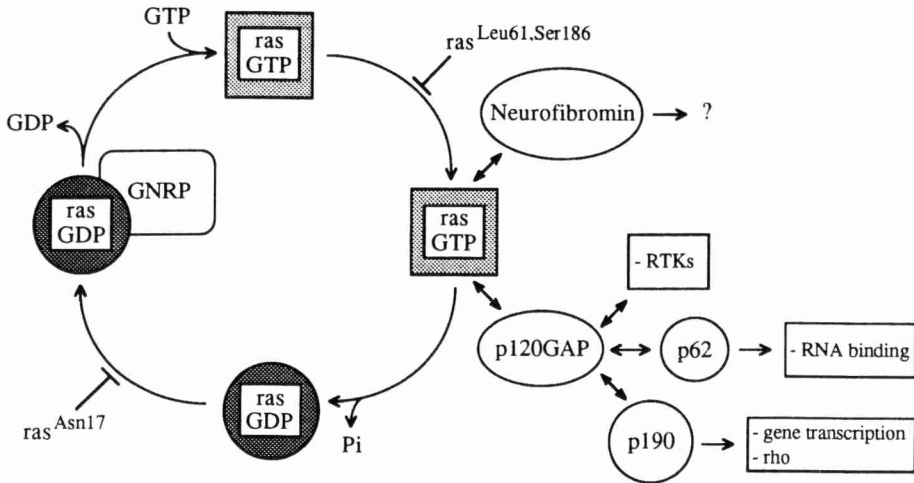 GTP
ras
GTP
ras Leu61,Ser186
Neurofibromin
?
GDP
GNRP
ras
GDP
ras
GTP
- RTKs
p120GAP
p62
- RNA binding
ras
GDP
ras Asn17
Pi
p190
- gene transcription
- rho